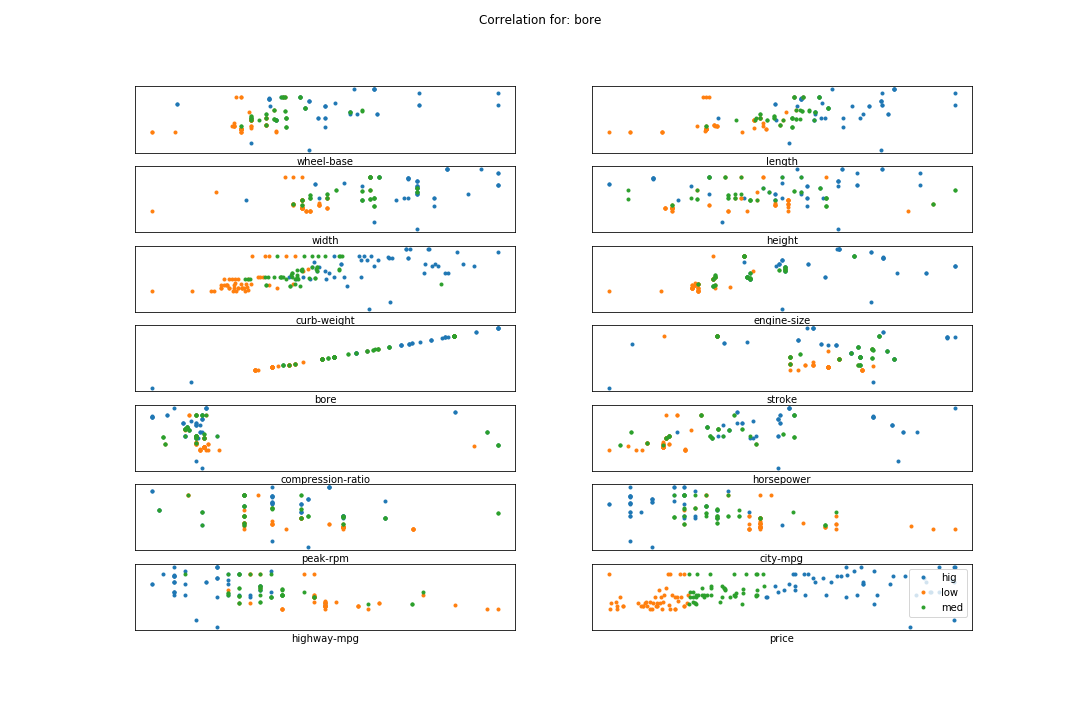 Correlation for: bore
wheel-base
length
width
height
curb-weight
engine-size
bore
stroke
compression-ratio
horsepower
peak-rpm
city-mpg
hig
low
med
highway-mpg
price